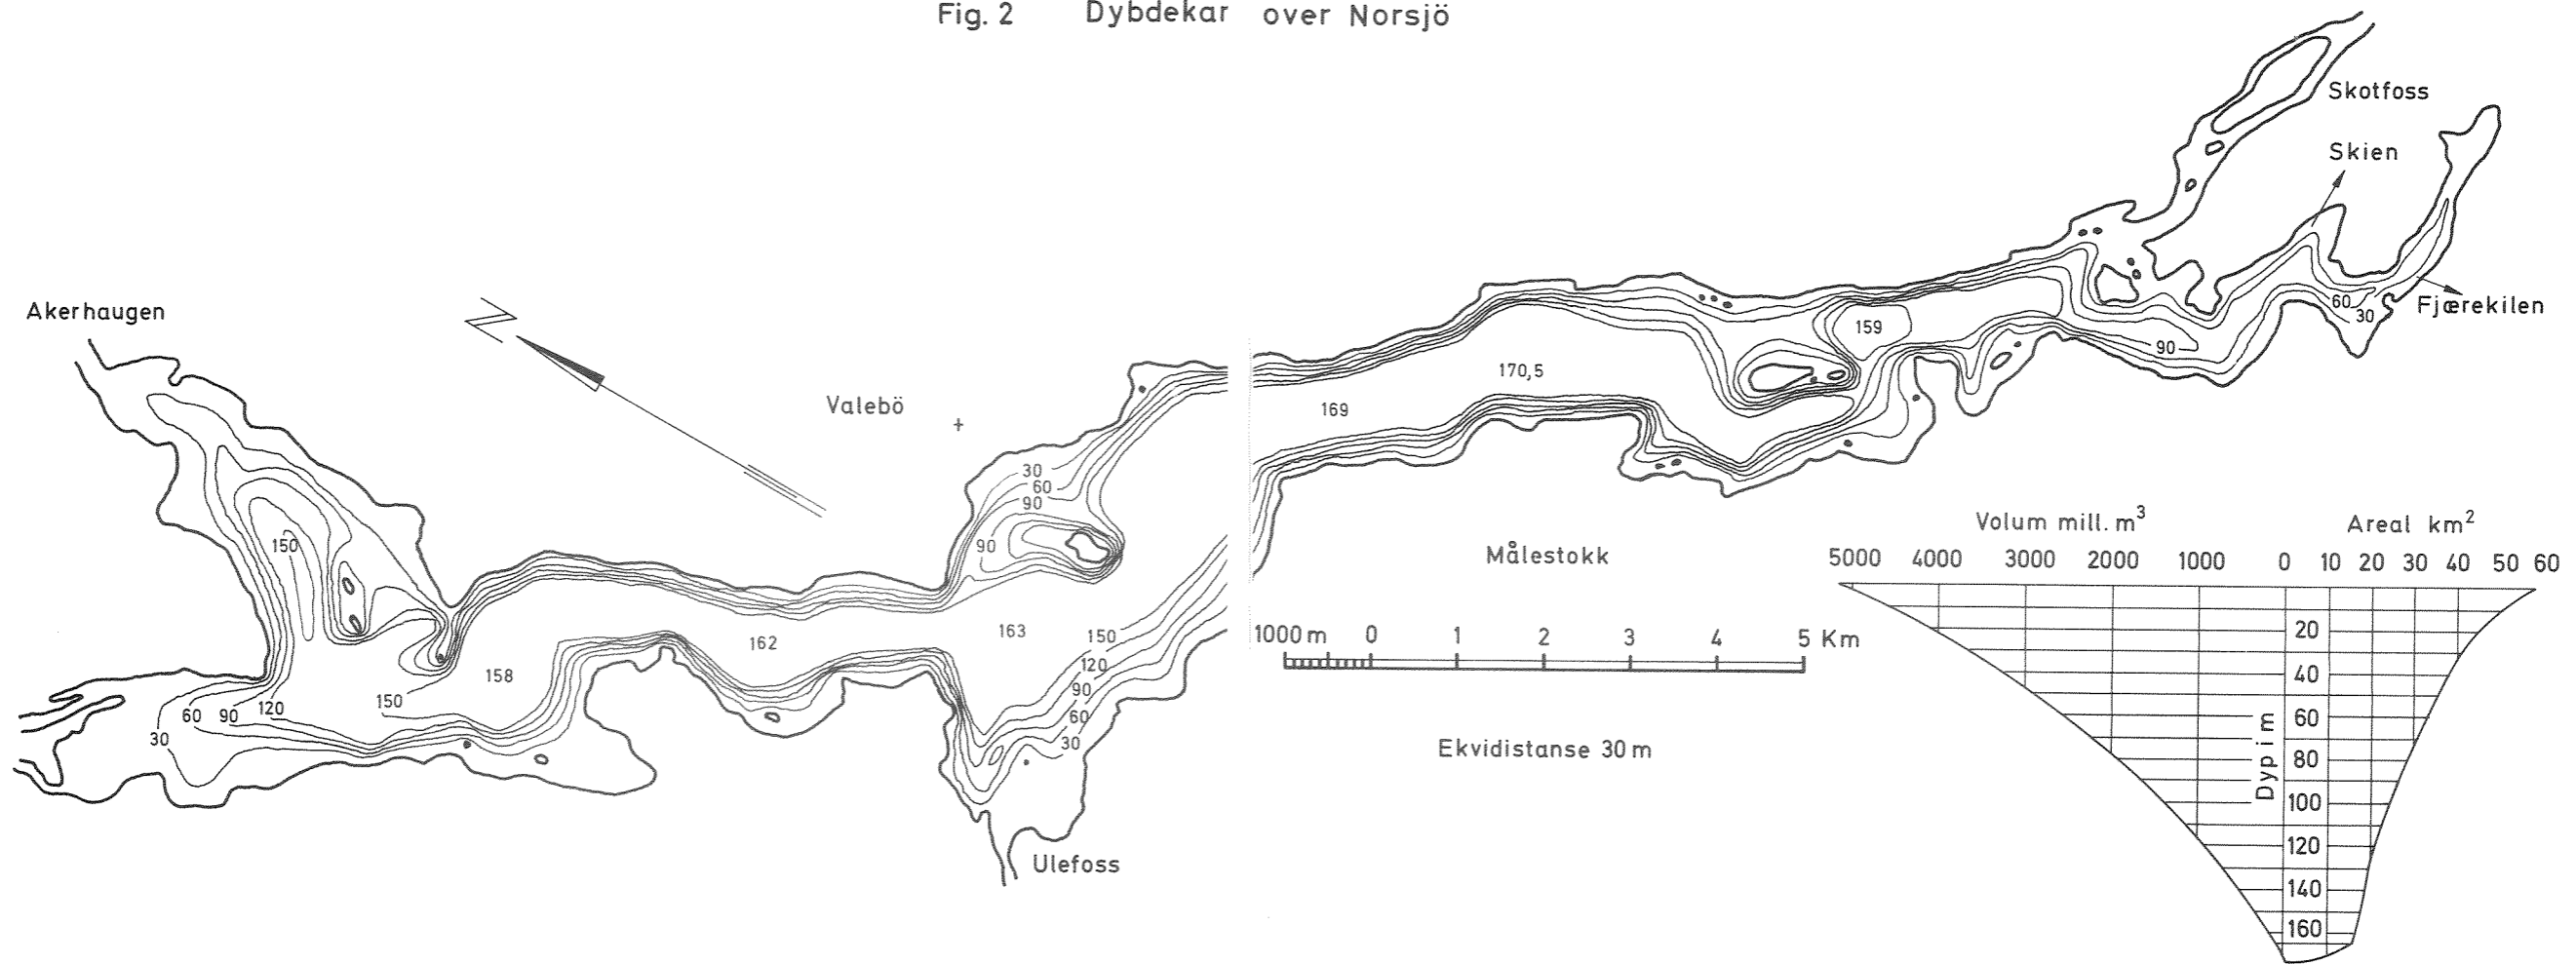 Fig. 2 Dybdekar over Norsjö
Skotfoss
Skien
Akerhaugen
Fjærekilen
60
30
159
90
170,5
169
Valebö
30
60
90
90
150
Volum mill. m³ Areal km²
5000 4000 3000 2000 1000 0 10 20 30 40 50 60
Målestokk
163
162
150
1000 m 0 1 2 3 4 5 Km
120
158
90
150
60
60 90 120
30
30
Ekvidistanse 30 m
Dyp i m
20
40
60
80
100
120
140
160
Ulefoss